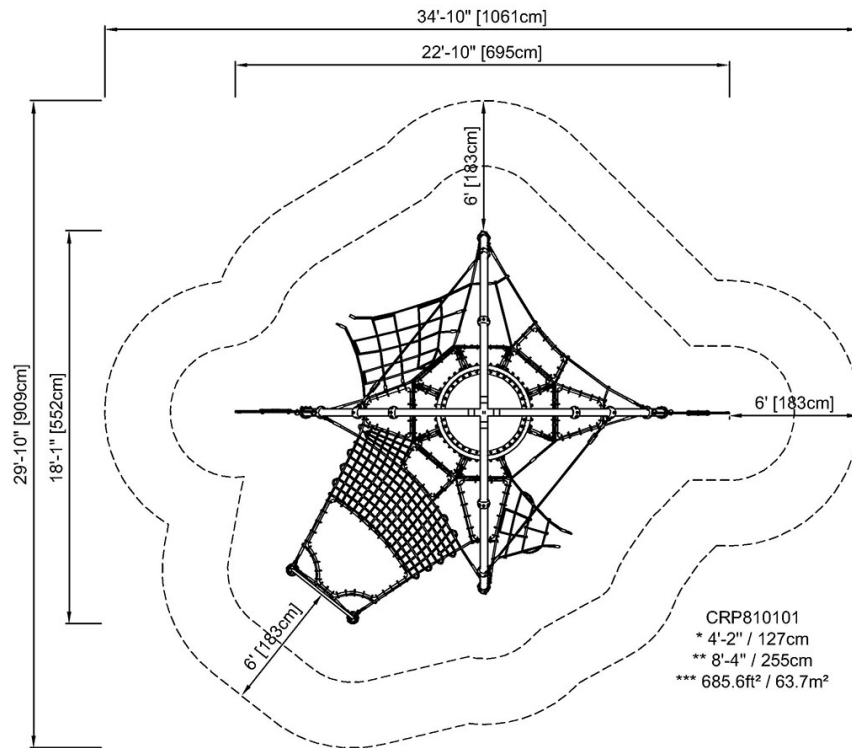 34'-10" [1061cm]
22'-10" [695cm]
6' [183cm]
29'-10" [909cm]
18'-1" [552cm]
6' [183cm]
6' [183cm]
CRP810101
* 4'-2" / 127cm
** 8'-4" / 255cm
*** 685.6ft² / 63.7m²